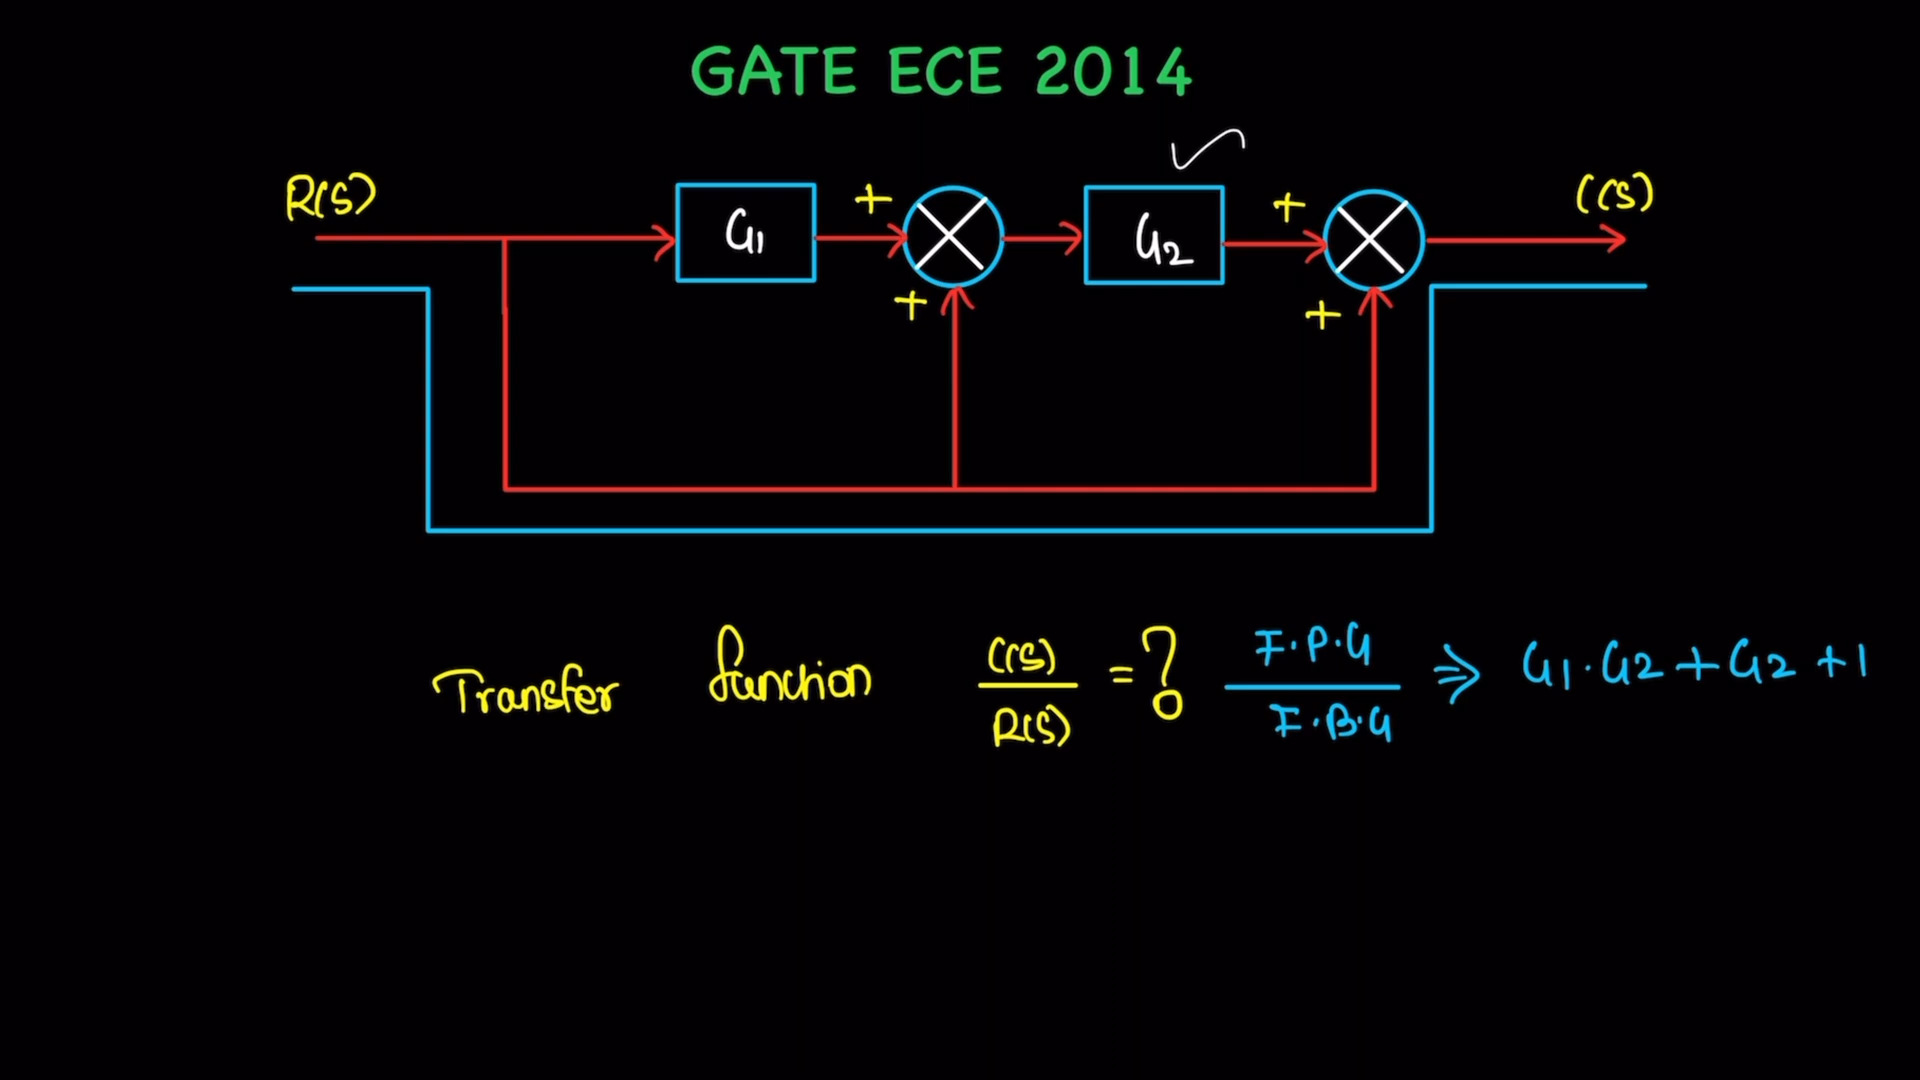 GATE ECE 2014
R(S)
G1
+
+
G2
+
+
C(S)
Transfer function C(S) / R(S) = ? F.P.G / F.B.G ⇒ G1.G2 + G2 + 1